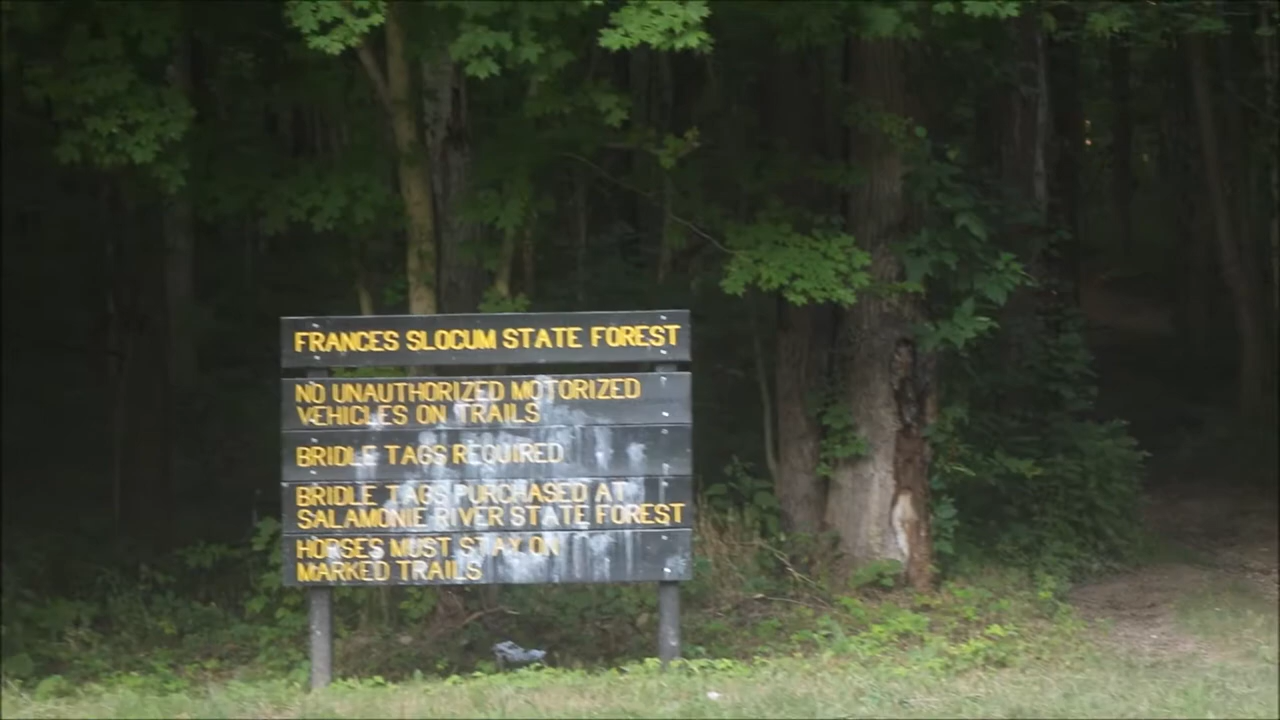 FRANCES SLOCUM STATE FOREST
NO UNAUTHORIZED MOTORIZED
VEHICLES ON TRAILS
BRIDLE TAGS REQUIRED
BRIDLE TAGS PURCHASED AT
SALAMONIE RIVER STATE FOREST
HORSES MUST STAY ON
MARKED TRAILS